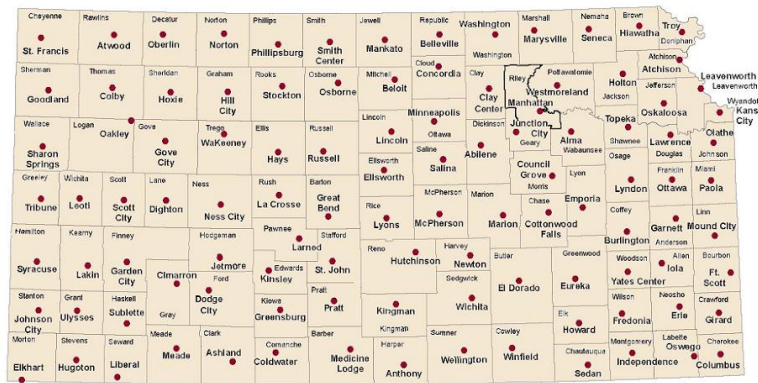 Cheyenne
St. Francis
Rawlins
Atwood
Decatur
Oberlin
Norton
Norton
Phillips
Phillipsburg
Smith
Smith
Center
Jewell
Mankato
Republic
Belleville
Washington
Washington
Marshall
Marysville
Nemaha
Seneca
Brown
Hiawatha
Troy
Doniphan
Sherman
Goodland
Thomas
Colby
Sheridan
Hoxie
Graham
Hill
City
Rooks
Stockton
Osborne
Osborne
Mitchell
Beloit
Cloud
Concordia
Clay
Clay
Center
Riley
Manhattan
Pottawatomie
Westmoreland
Jackson
Holton
Atchison
Atchison
Jefferson
Oskaloosa
Leavenworth
Leavenworth
Wyandot
Kans
City
Wallace
Sharon
Springs
Logan
Oakley
Gove
Gove
City
Trego
WaKeeney
Ellis
Hays
Russell
Russell
Lincoln
Lincoln
Minneapolis
Ottawa
Saline
Salina
Dickinson
Abilene
Junction
City
Geary
Alma
Wabaunsee
Topeka
Shawnee
Lawrence
Douglas
Olathe
Johnson
Greeley
Tribune
Wichita
Leoti
Scott
Scott
City
Lane
Dighton
Ness
Ness City
Rush
La Crosse
Barton
Great
Bend
Ellsworth
Ellsworth
Rice
Lyons
McPherson
McPherson
Marion
Marion
Council
Grove
Morris
Chase
Cottonwood
Falls
Lyon
Emporia
Osage
Lyndon
Franklin
Ottawa
Miami
Paola
Hamilton
Syracuse
Kearny
Lakin
Finney
Garden
City
Hodgeman
Jetmore
Pawnee
Larned
Stafford
St. John
Edwards
Kinsley
Reno
Hutchinson
Harvey
Newton
Butler
El Dorado
Greenwood
Eureka
Coffey
Burlington
Garnett
Anderson
Linn
Mound City
Woodson
Yates Center
Allen
Iola
Bourbon
Ft.
Scott
Stanton
Johnson
City
Grant
Ulysses
Haskell
Sublette
Cimarron
Gray
Ford
Dodge
City
Kiowa
Greensburg
Pratt
Pratt
Kingman
Kingman
Sedgwick
Wichita
Elk
Howard
Wilson
Fredonia
Neosho
Erie
Crawford
Girard
Morton
Elkhart
Stevens
Hugoton
Seward
Liberal
Meade
Meade
Clark
Ashland
Comanche
Coldwater
Barber
Medicine
Lodge
Harper
Anthony
Sumner
Wellington
Cowley
Winfield
Chautauqua
Sedan
Montgomery
Independence
Labette
Oswego
Cherokee
Columbus